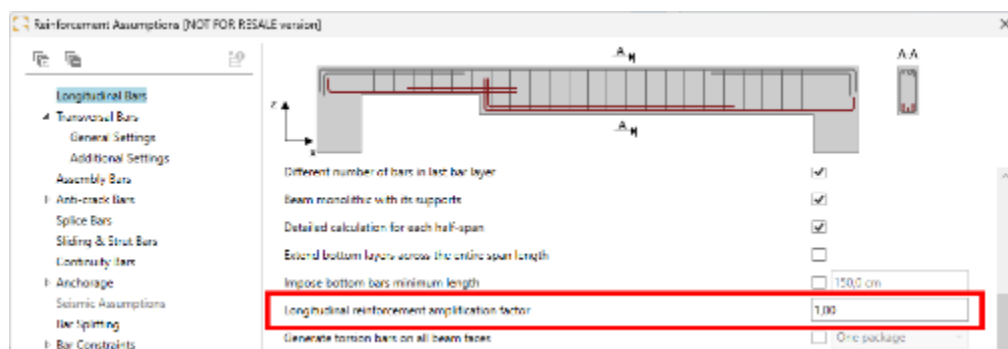 Reinforcement Assumptions [NOT FOR RESALE version]
Longitudinal Bars
Transversal Bars
General Settings
Additional Settings
Assembly Bars
Anti-crack Bars
Splice Bars
Sliding & Strut Bars
Continuity Bars
Anchorage
Seismic Assumptions
Bar Splitting
Bar Constraints
A
A-A
z
x
A
Different number of bars in last bar layer
Beam monolithic with its supports
Detailed calculation for each half-span
Extend bottom layers across the entire span length
Impose bottom bars minimum length 150,0 cm
Longitudinal reinforcement amplification factor 1,00
Generate torsion bars on all beam faces One package